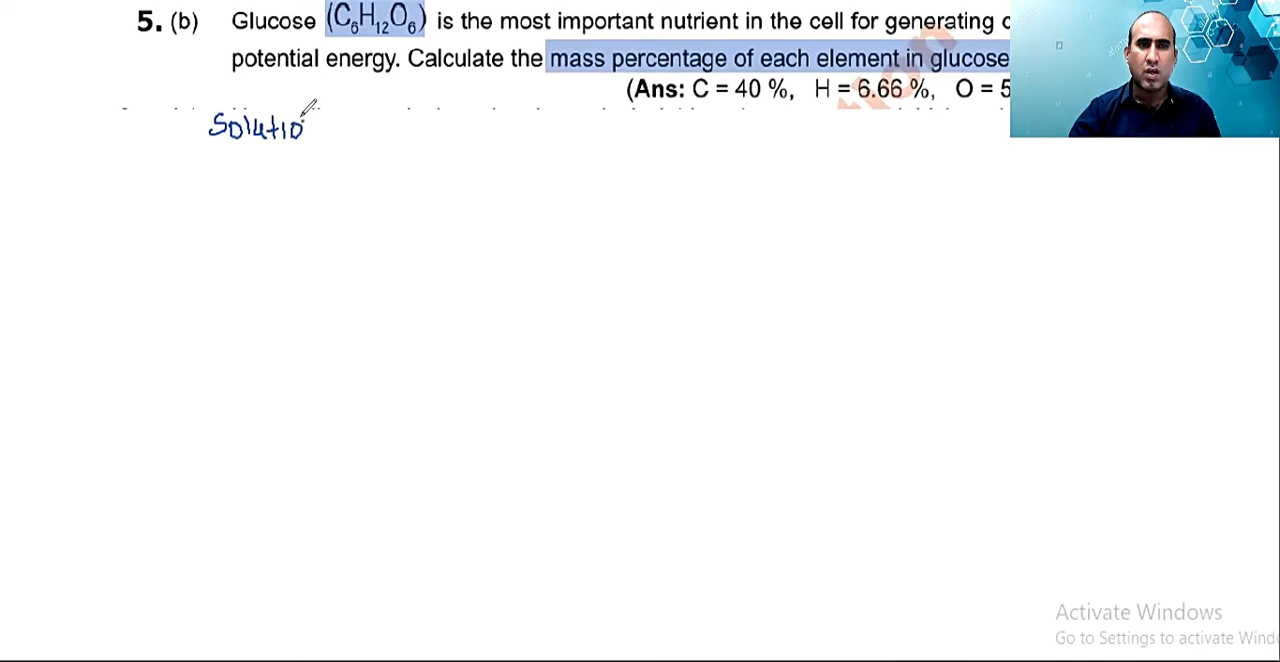 5. (b) Glucose (C₆H₁₂O₆) is the most important nutrient in the cell for generating
potential energy. Calculate the mass percentage of each element in glucose
(Ans: C = 40 %, H = 6.66 %, O = 5
Solutio
Activate Windows
Go to Settings to activate Wind